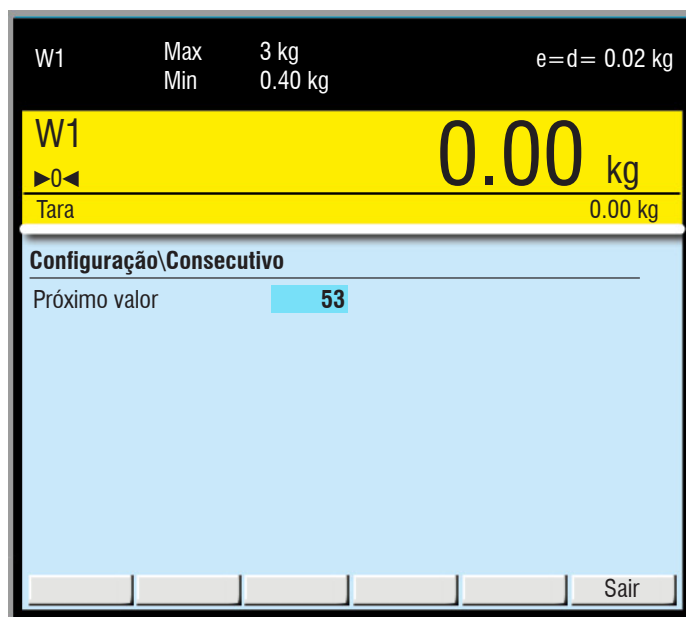 W1 Max 3 kg e=d= 0.02 kg
Min 0.40 kg
W1 0.00 kg
►0◄
Tara 0.00 kg
Configuração\Consecutivo
Próximo valor 53
Sair